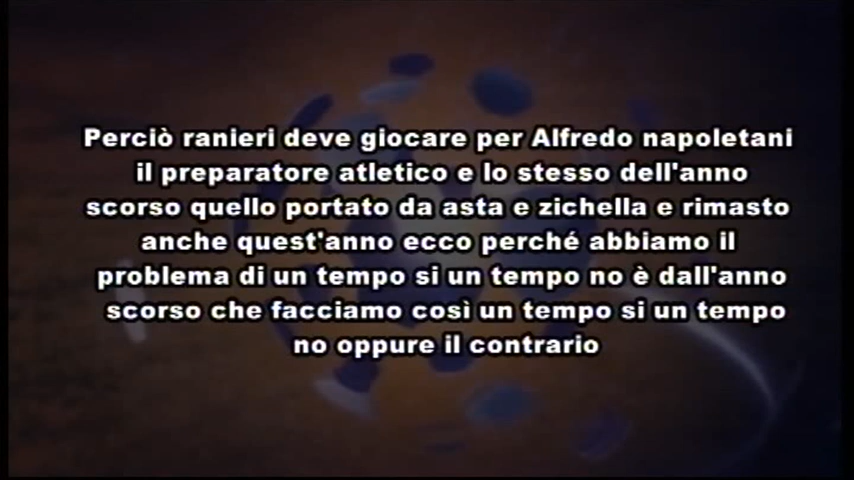 Perciò ranieri deve giocare per Alfredo napoletani
il preparatore atletico e lo stesso dell'anno
scorso quello portato da asta e zichella e rimasto
anche quest'anno ecco perché abbiamo il
problema di un tempo si un tempo no è dall'anno
scorso che facciamo così un tempo si un tempo
no oppure il contrario